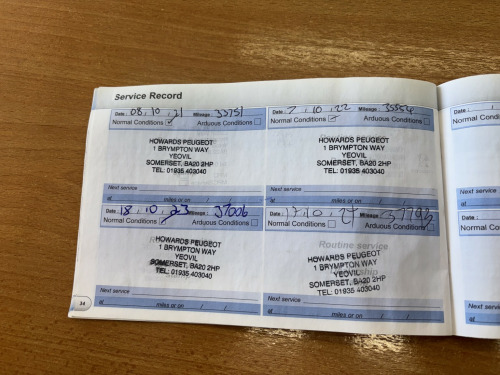 Service Record
Date : 08, 10, 21 Mileage : 33751
Normal Conditions Arduous Conditions
HOWARDS PEUGEOT
1 BRYMPTON WAY
YEOVIL
SOMERSET, BA20 2HP
TEL: 01935 403040
Next service
at miles or on / /
Date : 7, 10, 22 Mileage : 35554
Normal Conditions Arduous Conditions
HOWARDS PEUGEOT
1 BRYMPTON WAY
YEOVIL
SOMERSET, BA20 2HP
TEL: 01935 403040
Next service
at miles or on / /
Date : 18, 10, 23 Mileage : 37006
Normal Conditions Arduous Conditions
HOWARDS PEUGEOT
1 BRYMPTON WAY
YEOVIL
SOMERSET, BA20 2HP
TEL: 01935 403040
Next service
at miles or on / /
Date : Mileage
Normal Conditions Arduous Conditions
Routine service
HOWARDS PEUGEOT
1 BRYMPTON WAY
YEOVIL
SOMERSET, BA20 2HP
TEL: 01935 403040
Next service
at miles or on / /
34
Date :
Normal Co
Next service
at
Date :
Normal Co
Next service
at